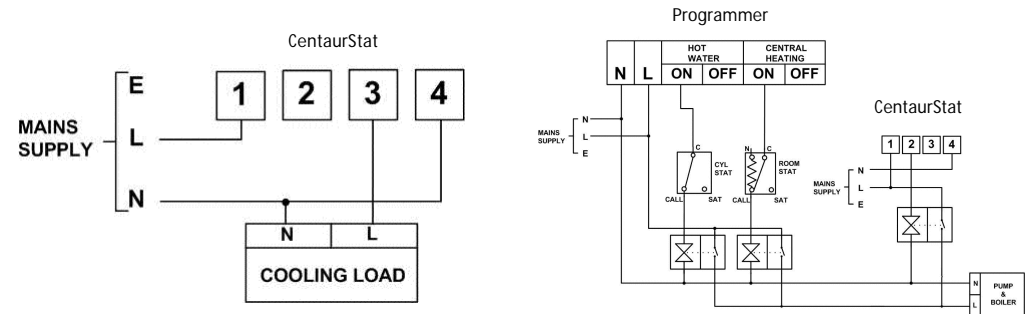 CentaurStat
1 2 3 4
E
MAINS
SUPPLY
L
N
N L
COOLING LOAD
Programmer
HOT
WATER
CENTRAL
HEATING
N L ON OFF ON OFF
N
MAINS
SUPPLY
L
E
C
CYL
STAT
CALL SAT
N C
ROOM
STAT
CALL SAT
CentaurStat
1 2 3 4
N
MAINS
SUPPLY
L
E
N
L
PUMP
&
BOILER